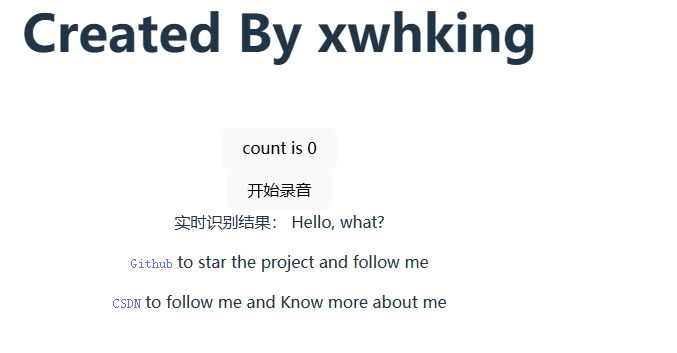 Created By xwhking
count is 0
开始录音
实时识别结果： Hello, what?
Github to star the project and follow me
CSDN to follow me and Know more about me